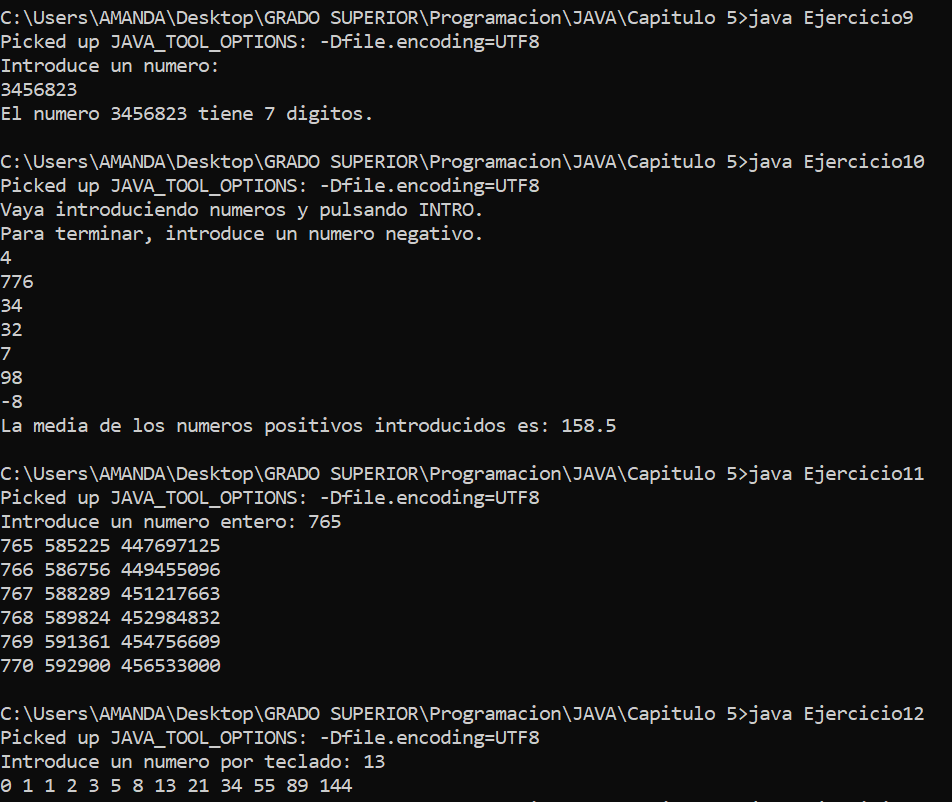 C:\Users\AMANDA\Desktop\GRADO SUPERIOR\Programacion\JAVA\Capitulo 5>java Ejercicio9
Picked up JAVA_TOOL_OPTIONS: -Dfile.encoding=UTF8
Introduce un numero:
3456823
El numero 3456823 tiene 7 digitos.
C:\Users\AMANDA\Desktop\GRADO SUPERIOR\Programacion\JAVA\Capitulo 5>java Ejercicio10
Picked up JAVA_TOOL_OPTIONS: -Dfile.encoding=UTF8
Vaya introduciendo numeros y pulsando INTRO.
Para terminar, introduce un numero negativo.
4
776
34
32
7
98
-8
La media de los numeros positivos introducidos es: 158.5
C:\Users\AMANDA\Desktop\GRADO SUPERIOR\Programacion\JAVA\Capitulo 5>java Ejercicio11
Picked up JAVA_TOOL_OPTIONS: -Dfile.encoding=UTF8
Introduce un numero entero: 765
765 585225 447697125
766 586756 449455096
767 588289 451217663
768 589824 452984832
769 591361 454756609
770 592900 456533000
C:\Users\AMANDA\Desktop\GRADO SUPERIOR\Programacion\JAVA\Capitulo 5>java Ejercicio12
Picked up JAVA_TOOL_OPTIONS: -Dfile.encoding=UTF8
Introduce un numero por teclado: 13
0 1 1 2 3 5 8 13 21 34 55 89 144